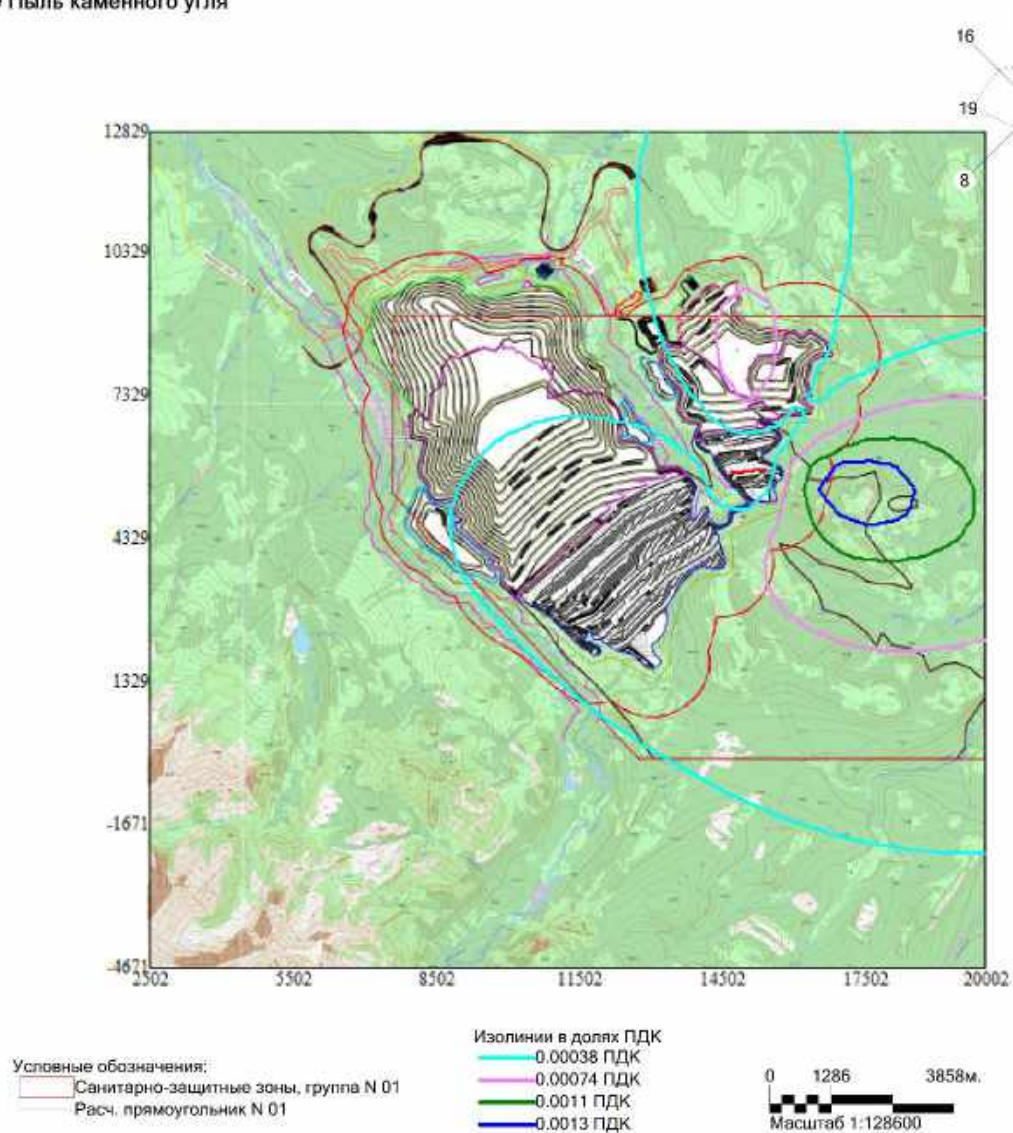 Пыль каменного угля
16
19
8
12829
10329
7329
4329
1329
-1671
-4671
2502 5502 8502 11502 14502 17502 20002
Условные обозначения:
Санитарно-защитные зоны, группа N 01
Расч. прямоугольник N 01
Изолинии в долях ПДК
0.00038 ПДК
0.00074 ПДК
0.0011 ПДК
0.0013 ПДК
0 1286 3858м.
Масштаб 1:128600